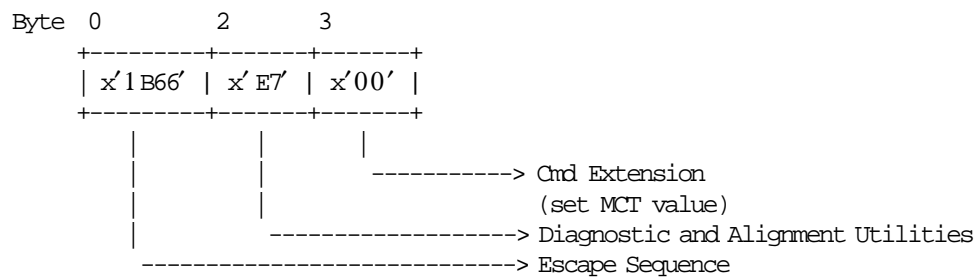 Byte 0 2 3
+---------+-------+-------+
| x'1B66' | x'E7' | x'00' |
+---------+-------+-------+
| | |
| | -----------> Cmd Extension
| | (set MCT value)
| -------------------> Diagnostic and Alignment Utilities
-----------------------------> Escape Sequence